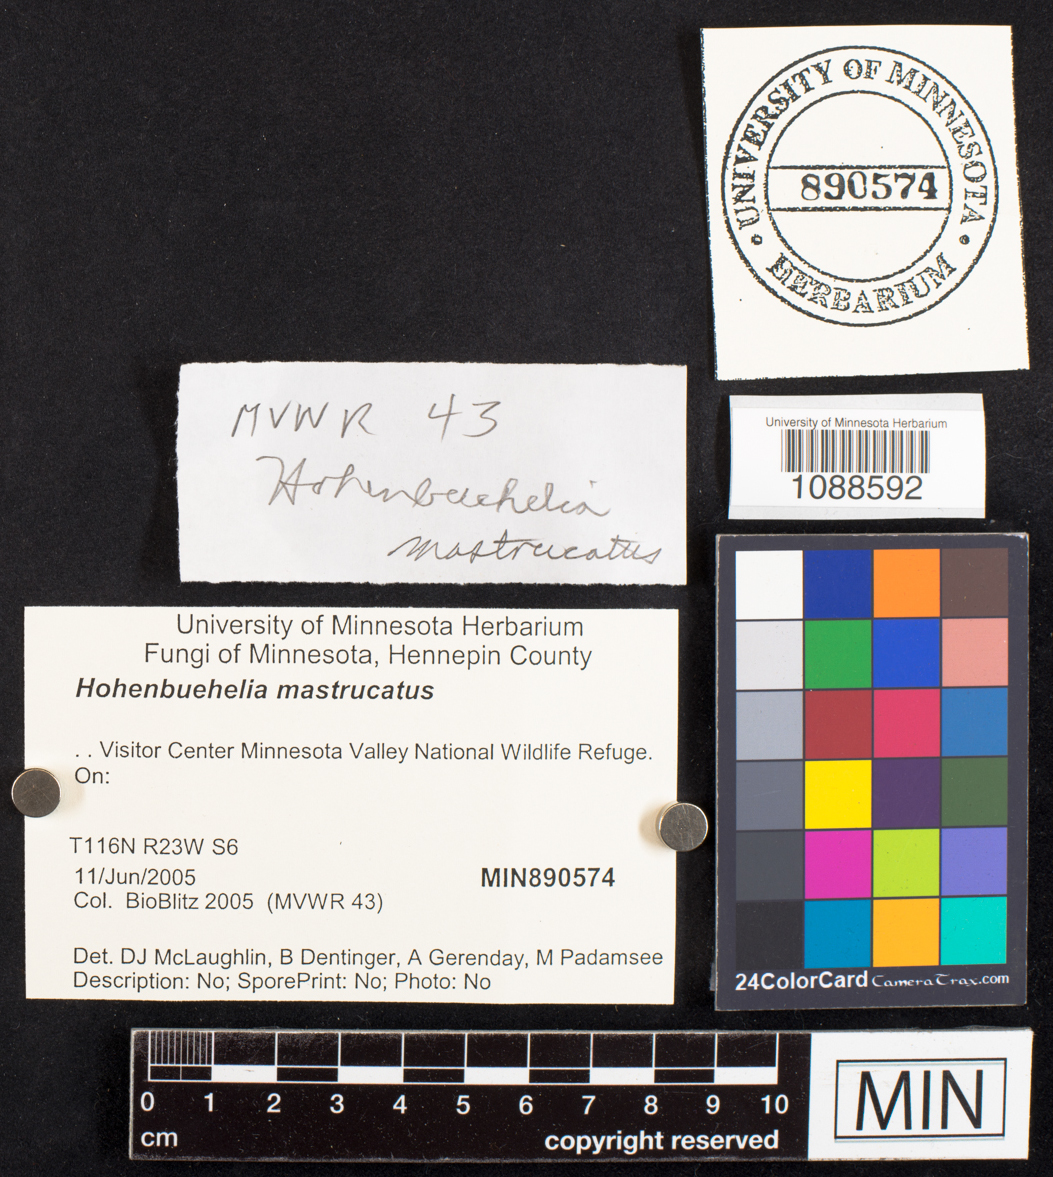 UNIVERSITY OF MINNESOTA
890574
HERBARIUM
MVWR 43
Hohenbuehelia
mastrucatus
University of Minnesota Herbarium
1088592
University of Minnesota Herbarium
Fungi of Minnesota, Hennepin County
Hohenbuehelia mastrucatus
. . Visitor Center Minnesota Valley National Wildlife Refuge.
On:
T116N R23W S6
11/Jun/2005
MIN890574
Col. BioBlitz 2005 (MVWR 43)
Det. DJ McLaughlin, B Dentinger, A Gerenday, M Padamsee
Description: No; SporePrint: No; Photo: No
24ColorCard CameraTrax.com
0 1 2 3 4 5 6 7 8 9 10
cm copyright reserved
MIN